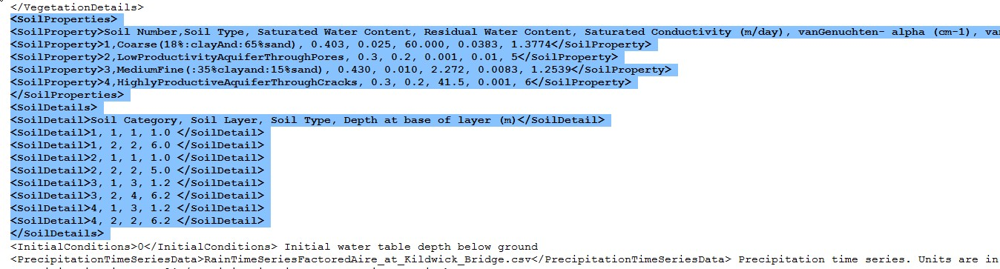 </VegetationDetails>
<SoilProperties>
<SoilProperty>Soil Number,Soil Type, Saturated Water Content, Residual Water Content, Saturated Conductivity (m/day), vanGenuchten- alpha (cm-1),
<SoilProperty>1,Coarse(18%:clayAnd:65%sand), 0.403, 0.025, 60.000, 0.0383, 1.3774</SoilProperty>
<SoilProperty>2,LowProductivityAquiferThroughPores, 0.3, 0.2, 0.001, 0.01, 5</SoilProperty>
<SoilProperty>3,MediumFine(:35%clayand:15%sand), 0.430, 0.010, 2.272, 0.0083, 1.2539</SoilProperty>
<SoilProperty>4,HighlyProductiveAquiferThroughCracks, 0.3, 0.2, 41.5, 0.001, 6</SoilProperty>
</SoilProperties>
<SoilDetails>
<SoilDetail>Soil Category, Soil Layer, Soil Type, Depth at base of layer (m)</SoilDetail>
<SoilDetail>1, 1, 1, 1.0 </SoilDetail>
<SoilDetail>1, 2, 2, 6.0 </SoilDetail>
<SoilDetail>2, 1, 1, 1.0 </SoilDetail>
<SoilDetail>2, 2, 2, 5.0 </SoilDetail>
<SoilDetail>3, 1, 3, 1.2 </SoilDetail>
<SoilDetail>3, 2, 4, 6.2 </SoilDetail>
<SoilDetail>4, 1, 3, 1.2 </SoilDetail>
<SoilDetail>4, 2, 2, 6.2 </SoilDetail>
</SoilDetails>
<InitialConditions>0</InitialConditions> Initial water table depth below ground
<PrecipitationTimeSeriesData>RainTimeSeriesFactoredAire_at_Kildwick_Bridge.csv</PrecipitationTimeSeriesData> Precipitation time series. Units are in